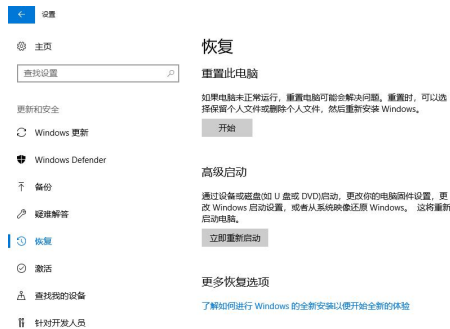 设置
主页
查找设置
更新和安全
Windows 更新
Windows Defender
备份
疑难解答
恢复
激活
查找我的设备
针对开发人员
恢复
重置此电脑
如果电脑未正常运行，重置电脑可能会解决问题。重置时，可以选
择保留个人文件或删除个人文件，然后重新安装 Windows。
开始
高级启动
通过设备或磁盘(如 U 盘或 DVD)启动，更改你的电脑固件设置，更
改 Windows 启动设置，或者从系统映像还原 Windows。 这将重新
启动电脑。
立即重新启动
更多恢复选项
了解如何进行 Windows 的全新安装以便开始全新的体验